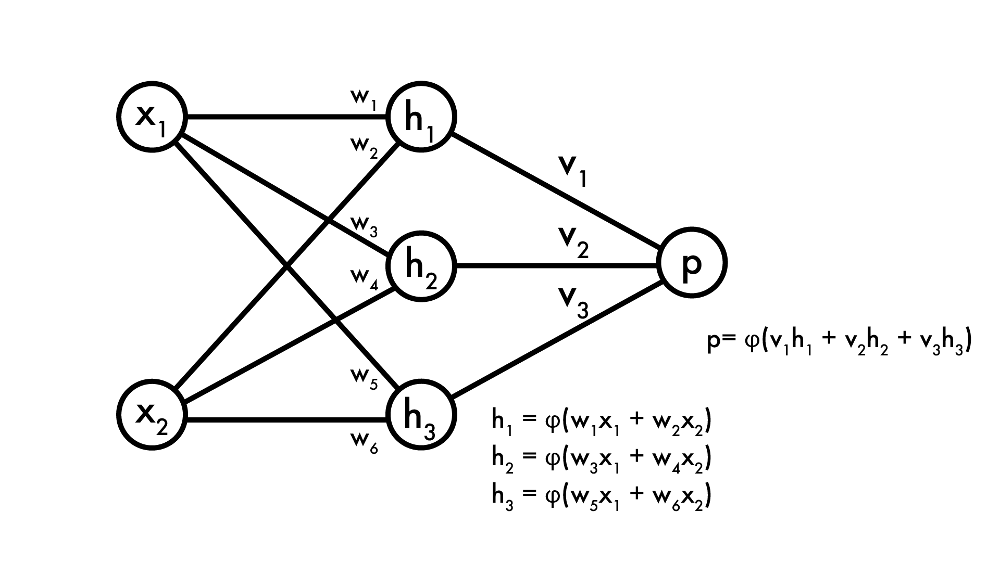 x₁
w₁
h₁
w₂
v₁
w₃
v₂
h₂
p
w₄
v₃
p= φ(v₁h₁ + v₂h₂ + v₃h₃)
w₅
x₂
h₃
w₆
h₁ = φ(w₁x₁ + w₂x₂)
h₂ = φ(w₃x₁ + w₄x₂)
h₃ = φ(w₅x₁ + w₆x₂)